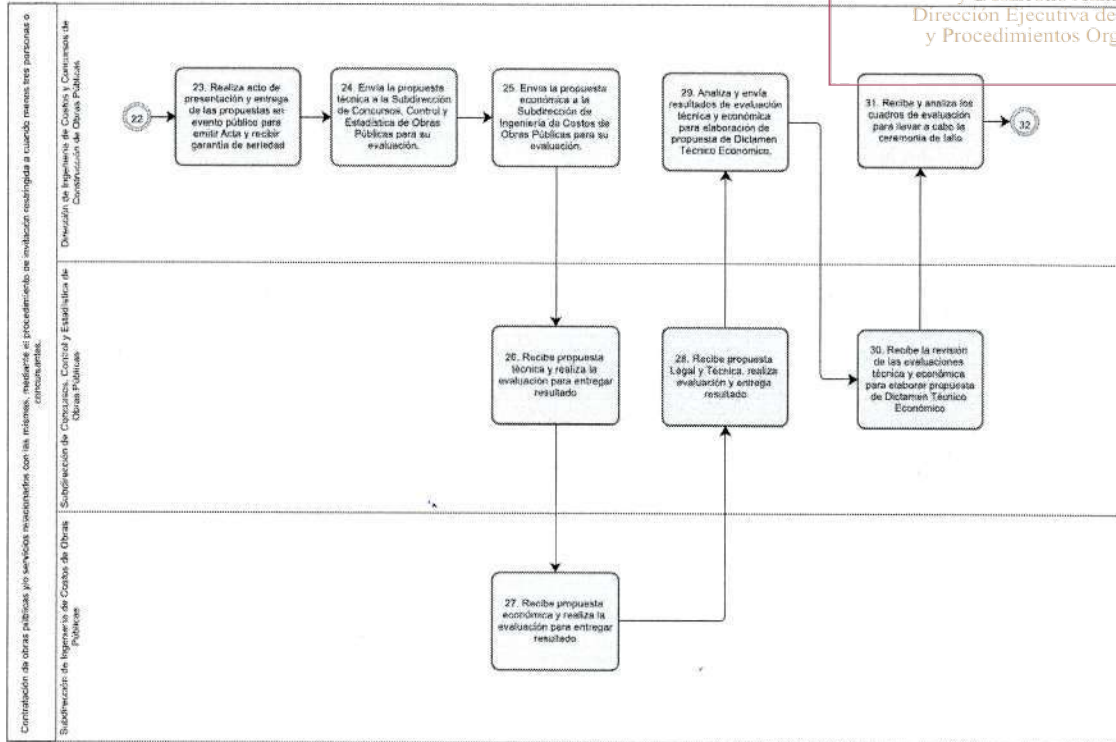 Dirección Ejecutiva de
y Procedimientos Org
Contratación de obras públicas y/o servicios relacionados con las mismas, mediante el procedimiento de invitación restringida a cuando menos tres personas o
concursantes.
Dirección de Ingeniería de Costos y Concursos de
Construcción de Obras Públicas
22
23. Realiza acto de
presentación y entrega
de las propuestas en
evento público para
emitir Acta y recibir
garantía de seriedad
24. Envía la propuesta
técnica a la Subdirección
de Concursos, Control y
Estadística de Obras
Públicas para su
evaluación.
25. Envía la propuesta
económica a la
Subdirección de
Ingeniería de Costos de
Obras Públicas para su
evaluación.
29. Analiza y envía
resultados de evaluación
técnica y económica
para elaboración de
propuesta de Dictamen
Técnico Económico.
31. Recibe y analiza los
cuadros de evaluación
para llevar a cabo la
ceremonia de fallo
32
Subdirección de Concursos, Control y Estadística de
Obras Públicas
26. Recibe propuesta
técnica y realiza la
evaluación para entregar
resultado
28. Recibe propuesta
Legal y Técnica, realiza
evaluación y entrega
resultado
30. Recibe la revisión
de las evaluaciones
técnica y económica
para elaborar propuesta
de Dictamen Técnico
Económico
Subdirección de Ingeniería de Costos de Obras
Públicas
27. Recibe propuesta
económica y realiza la
evaluación para entregar
resultado